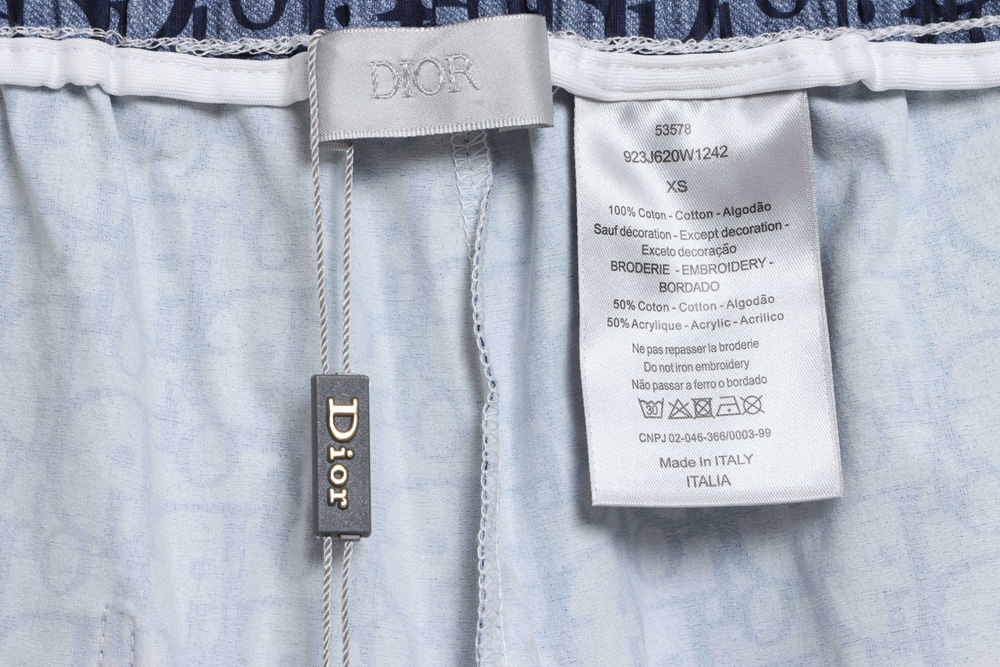 DIOR
Dior
53578
923J620W1242
XS
100% Coton - Cotton - Algodão
Sauf décoration - Except decoration -
Exceto decoração
BRODERIE - EMBROIDERY -
BORDADO
50% Coton - Cotton - Algodão
50% Acrylique - Acrylic - Acrilico
Ne pas repasser la broderie
Do not iron embroidery
Não passar a ferro o bordado
30
CNPJ 02-046-366/0003-99
Made in ITALY
ITALIA